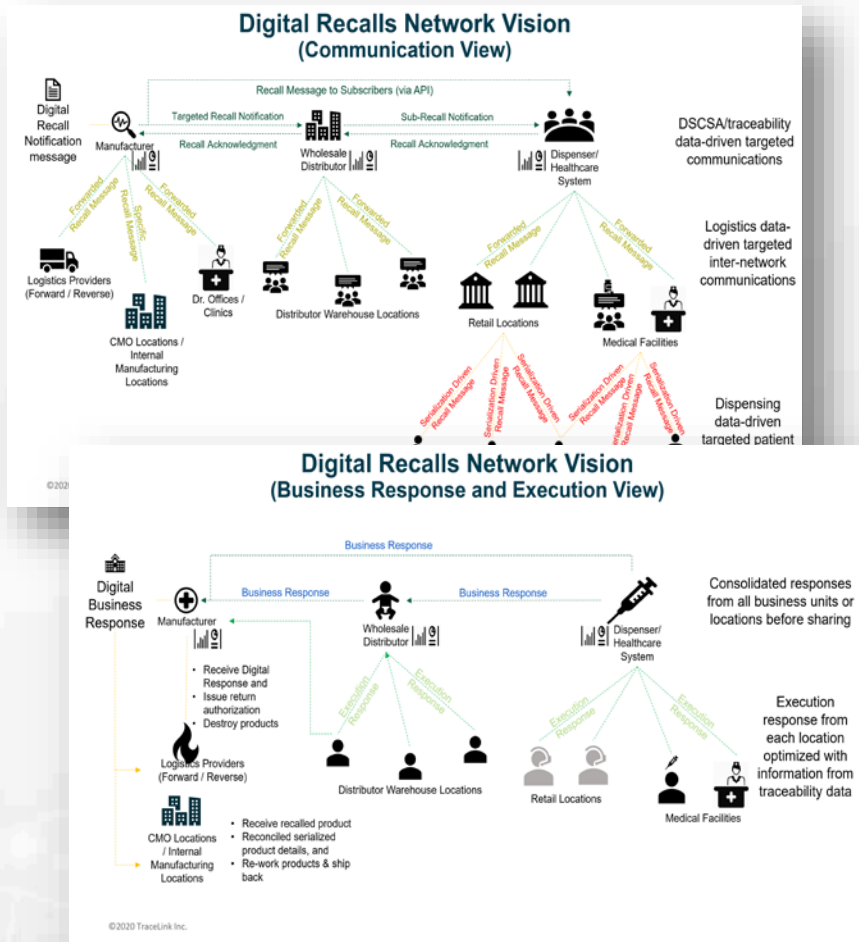 Digital Recalls Network Vision
(Communication View)
Recall Message to Subscribers (via API)
Digital
Recall
Notification
message
Targeted Recall Notification
Sub-Recall Notification
Recall Acknowledgment
Recall Acknowledgment
Manufacturer
Wholesale
Distributor
Dispenser/
Healthcare
System
DSCSA/traceability
data-driven targeted
communications
Forwarded
Recall Message
Specific
Recall Message
Forwarded
Recall Message
Forwarded
Recall Message
Forwarded
Recall Message
Forwarded
Recall Message
Forwarded
Recall Message
Logistics data-
driven targeted
inter-network
communications
Logistics Providers
(Forward / Reverse)
Dr. Offices /
Clinics
CMO Locations /
Internal
Manufacturing
Locations
Distributor Warehouse Locations
Retail Locations
Medical Facilities
Serialization Driven
Recall Message
Serialization Driven
Recall Message
Serialization Driven
Recall Message
Serialization Driven
Recall Message
Serialization Driven
Recall Message
Serialization Driven
Recall Message
Dispensing
data-driven
targeted patient
©2020
Digital Recalls Network Vision
(Business Response and Execution View)
Business Response
Digital
Business
Response
Business Response
Business Response
Manufacturer
Wholesale
Distributor
Dispenser/
Healthcare
System
Consolidated responses
from all business units or
locations before sharing
• Receive Digital
Response and
• Issue return
authorization
• Destroy products
Execution
Response
Execution
Response
Execution
Response
Execution
Response
Execution
response from
each location
optimized with
information from
traceability data
Logistics Providers
(Forward / Reverse)
Distributor Warehouse Locations
Retail Locations
Medical Facilities
CMO Locations
/ Internal
Manufacturing
Locations
• Receive recalled product
• Reconciled serialized
product details, and
• Re-work products & ship
back
©2020 TraceLink Inc.